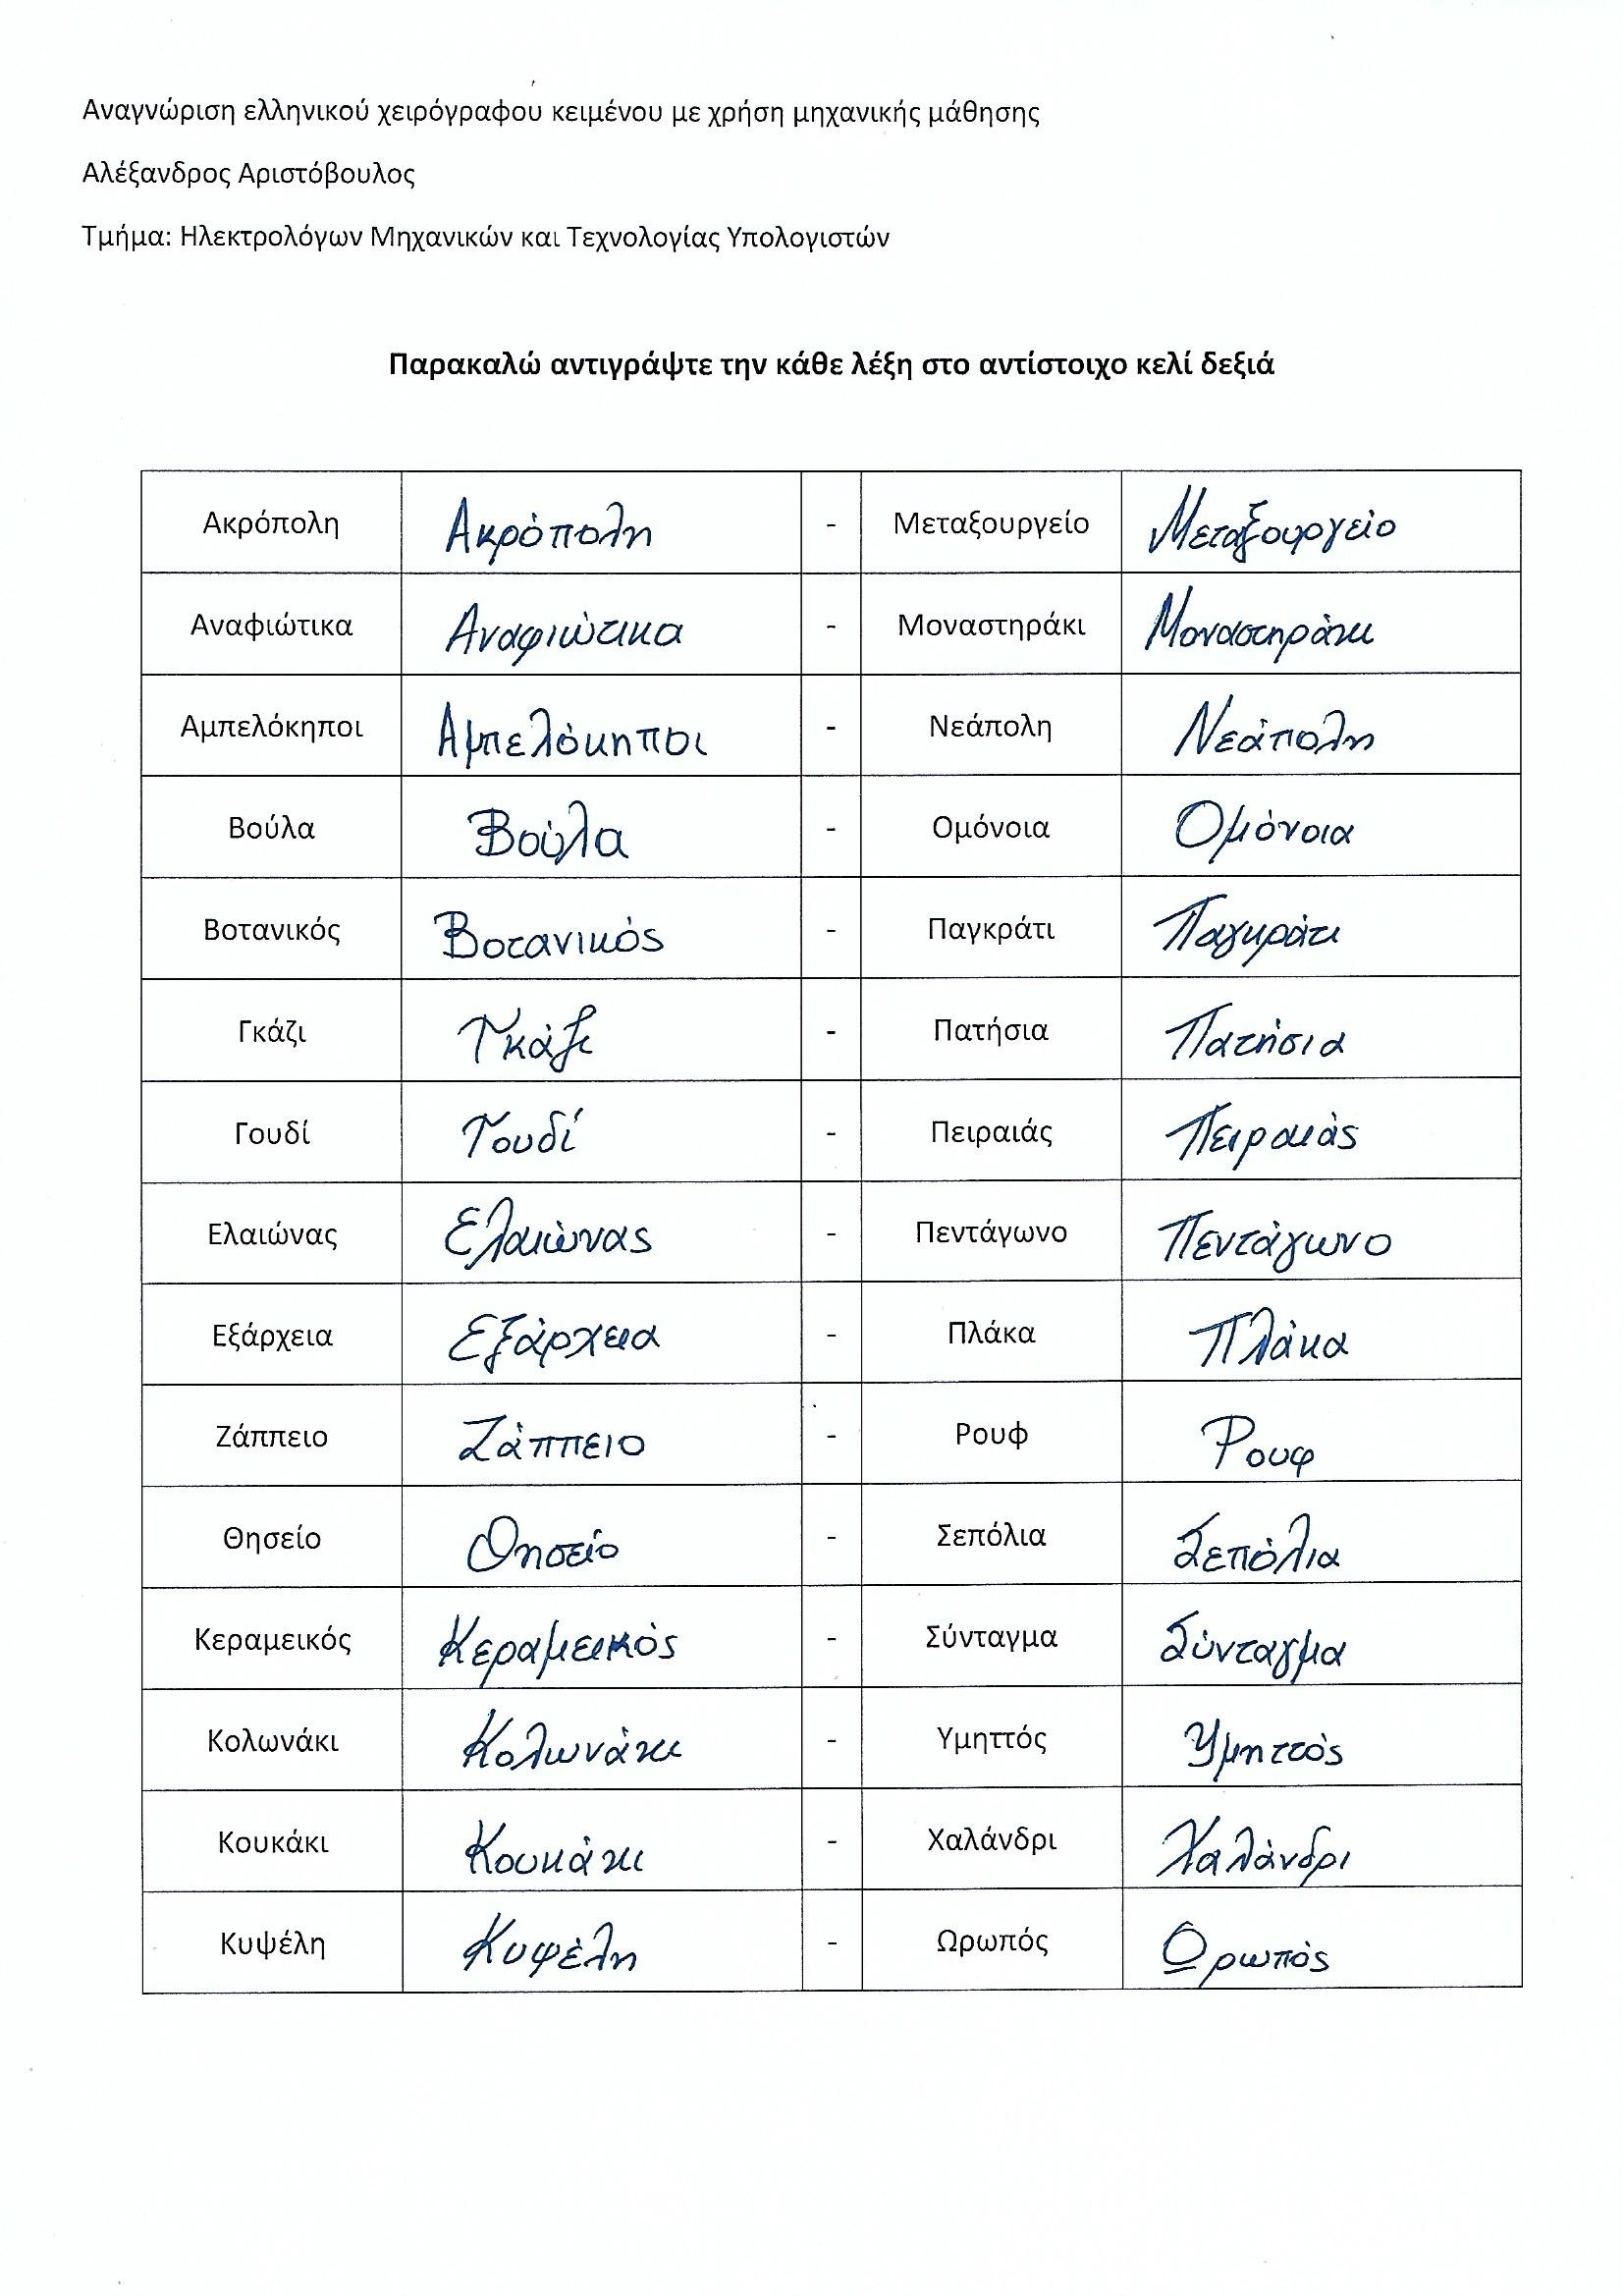 Αναγνώριση ελληνικού χειρόγραφου κειμένου με χρήση μηχανικής μάθησης
Αλέξανδρος Αριστόβουλος
Τμήμα: Ηλεκτρολόγων Μηχανικών και Τεχνολογίας Υπολογιστών
Παρακαλώ αντιγράψτε την κάθε λέξη στο αντίστοιχο κελί δεξιά
Ακρόπολη Ακρόπολη - Μεταξουργείο Μεταξουργείο
Αναφιώτικα Αναφιώτικα - Μοναστηράκι Μοναστηράκι
Αμπελόκηποι Αμπελόκηποι - Νεάπολη Νεάπολη
Βούλα Βούλα - Ομόνοια Ομόνοια
Βοτανικός Βοτανικός - Παγκράτι Παγκράτι
Γκάζι Γκάζι - Πατήσια Πατήσια
Γουδί Γουδί - Πειραιάς Πειραιάς
Ελαιώνας Ελαιώνας - Πεντάγωνο Πεντάγωνο
Εξάρχεια Εξάρχεια - Πλάκα Πλάκα
Ζάππειο Ζάππειο - Ρουφ Ρουφ
Θησείο Θησείο - Σεπόλια Σεπόλια
Κεραμεικός Κεραμεικός - Σύνταγμα Σύνταγμα
Κολωνάκι Κολωνάκι - Υμηττός Υμηττός
Κουκάκι Κουκάκι - Χαλάνδρι Χαλάνδρι
Κυψέλη Κυψέλη - Ωρωπός Ωρωπός